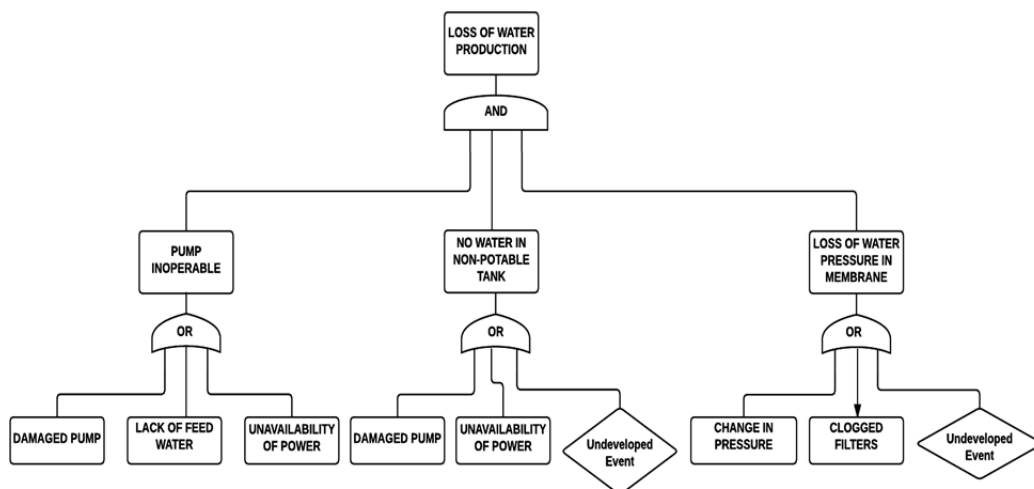 LOSS OF WATER
PRODUCTION
AND
PUMP
INOPERABLE
NO WATER IN
NON-POTABLE
TANK
LOSS OF WATER
PRESSURE IN
MEMBRANE
OR
OR
OR
DAMAGED PUMP
LACK OF FEED
WATER
UNAVAILABILITY
OF POWER
DAMAGED PUMP
UNAVAILABILITY
OF POWER
Undeveloped
Event
CHANGE IN
PRESSURE
CLOGGED
FILTERS
Undeveloped
Event